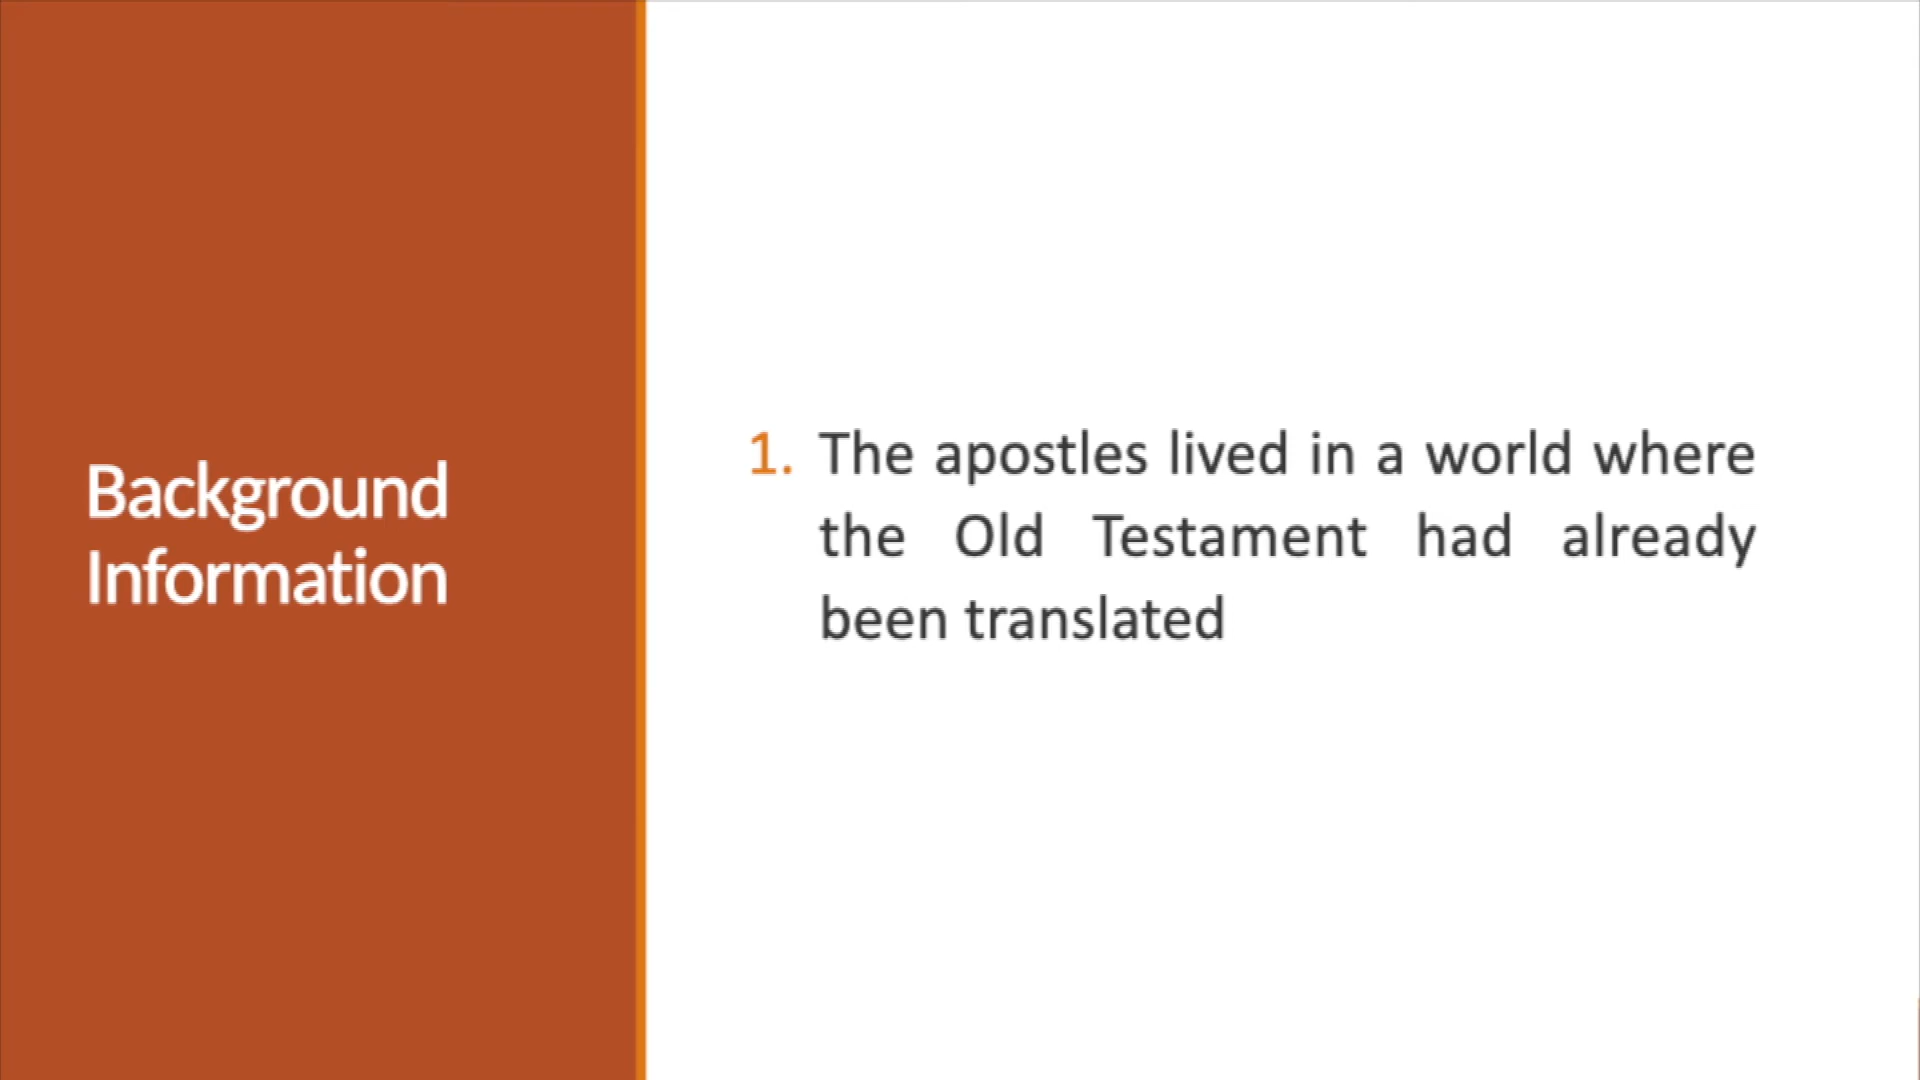 Background
Information
1. The apostles lived in a world where
the Old Testament had already
been translated